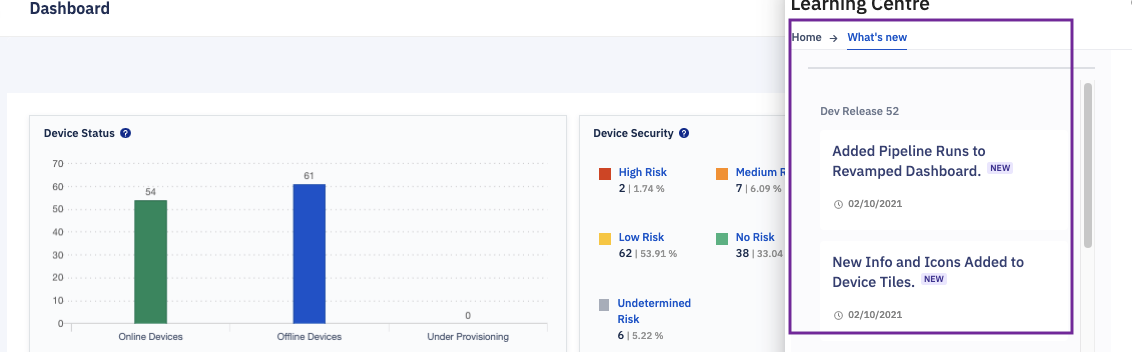 Dashboard
Device Status ?
70
60
50
40
30
20
10
0
54
61
0
Online Devices
Offline Devices
Under Provisioning
Device Security ?
High Risk
2 | 1.74 %
Medium R
7 | 6.09 %
Low Risk
62 | 53.91 %
No Risk
38 | 33.04
Undetermined
Risk
6 | 5.22 %
Learning Centre
Home → What's new
Dev Release 52
Added Pipeline Runs to
Revamped Dashboard. NEW
02/10/2021
New Info and Icons Added to
Device Tiles. NEW
02/10/2021